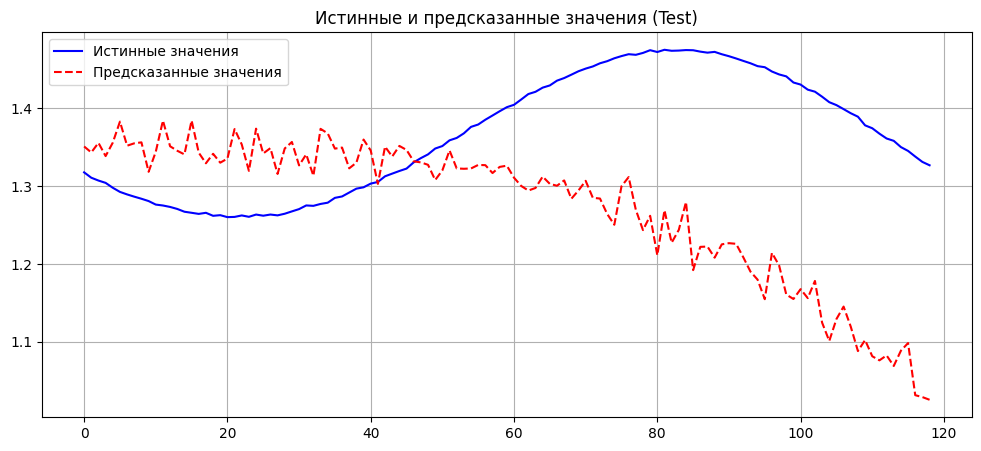 Истинные и предсказанные значения (Test)
Истинные значения
Предсказанные значения
1.4
1.3
1.2
1.1
0 20 40 60 80 100 120